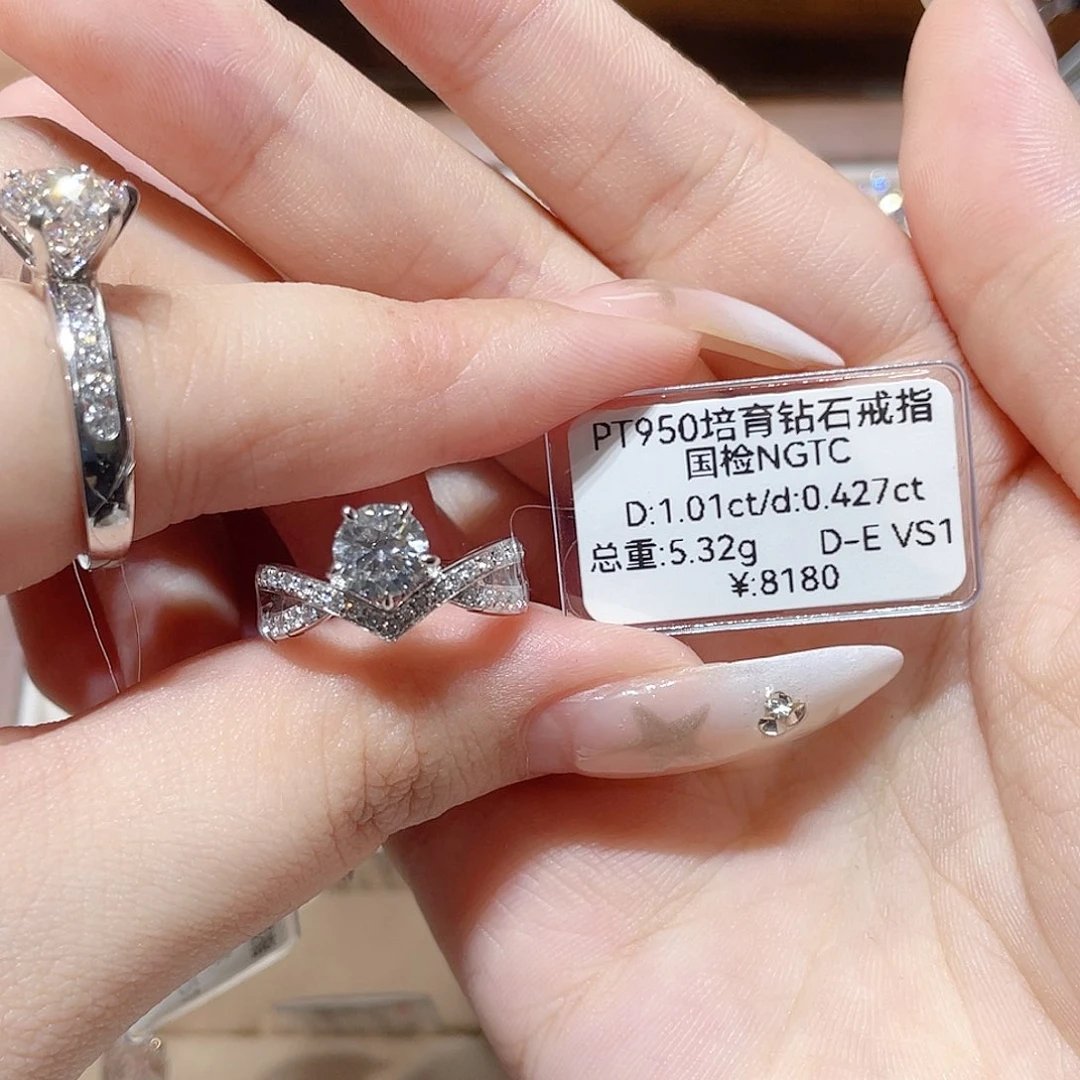 PT950培育钻石戒指
国检NGTC
D:1.01ct/d:0.427ct
总重:5.32g D-E VS1
¥:8180